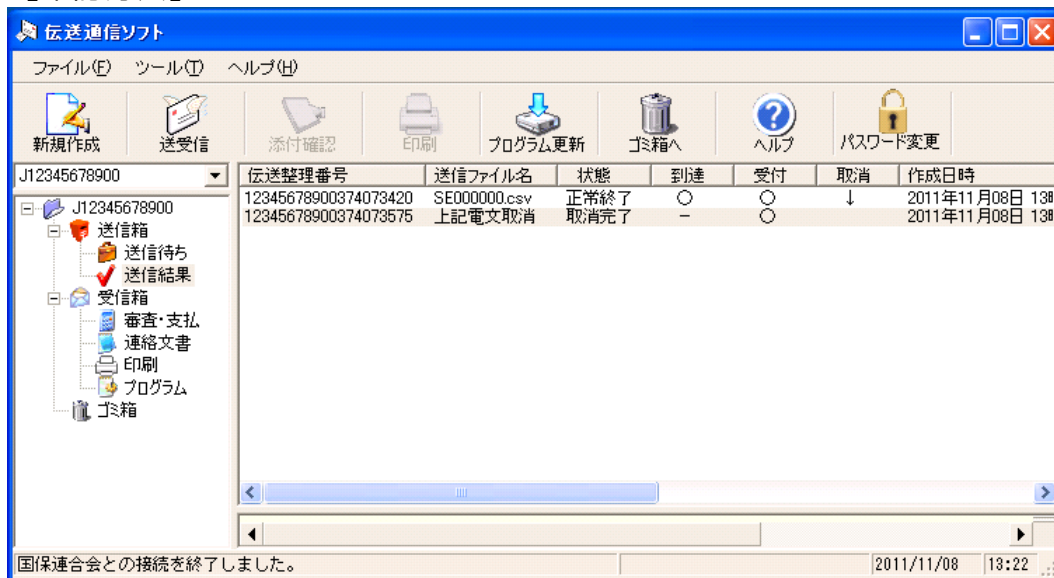 伝送通信ソフト
ファイル(F) ツール(T) ヘルプ(H)
新規作成 送受信 添付確認 印刷 プログラム更新 ゴミ箱へ ヘルプ パスワード変更
J12345678900
伝送整理番号 送信ファイル名 状態 到達 受付 取消 作成日時
12345678900374073420 SE000000.csv 正常終了 ○ ○ ↓ 2011年11月08日 13
12345678900374073575 上記電文取消 取消完了 − ○ 2011年11月08日 13
J12345678900
送信箱
送信待ち
送信結果
受信箱
審査・支払
連絡文書
印刷
プログラム
ゴミ箱
国保連合会との接続を終了しました。 2011/11/08 13:22